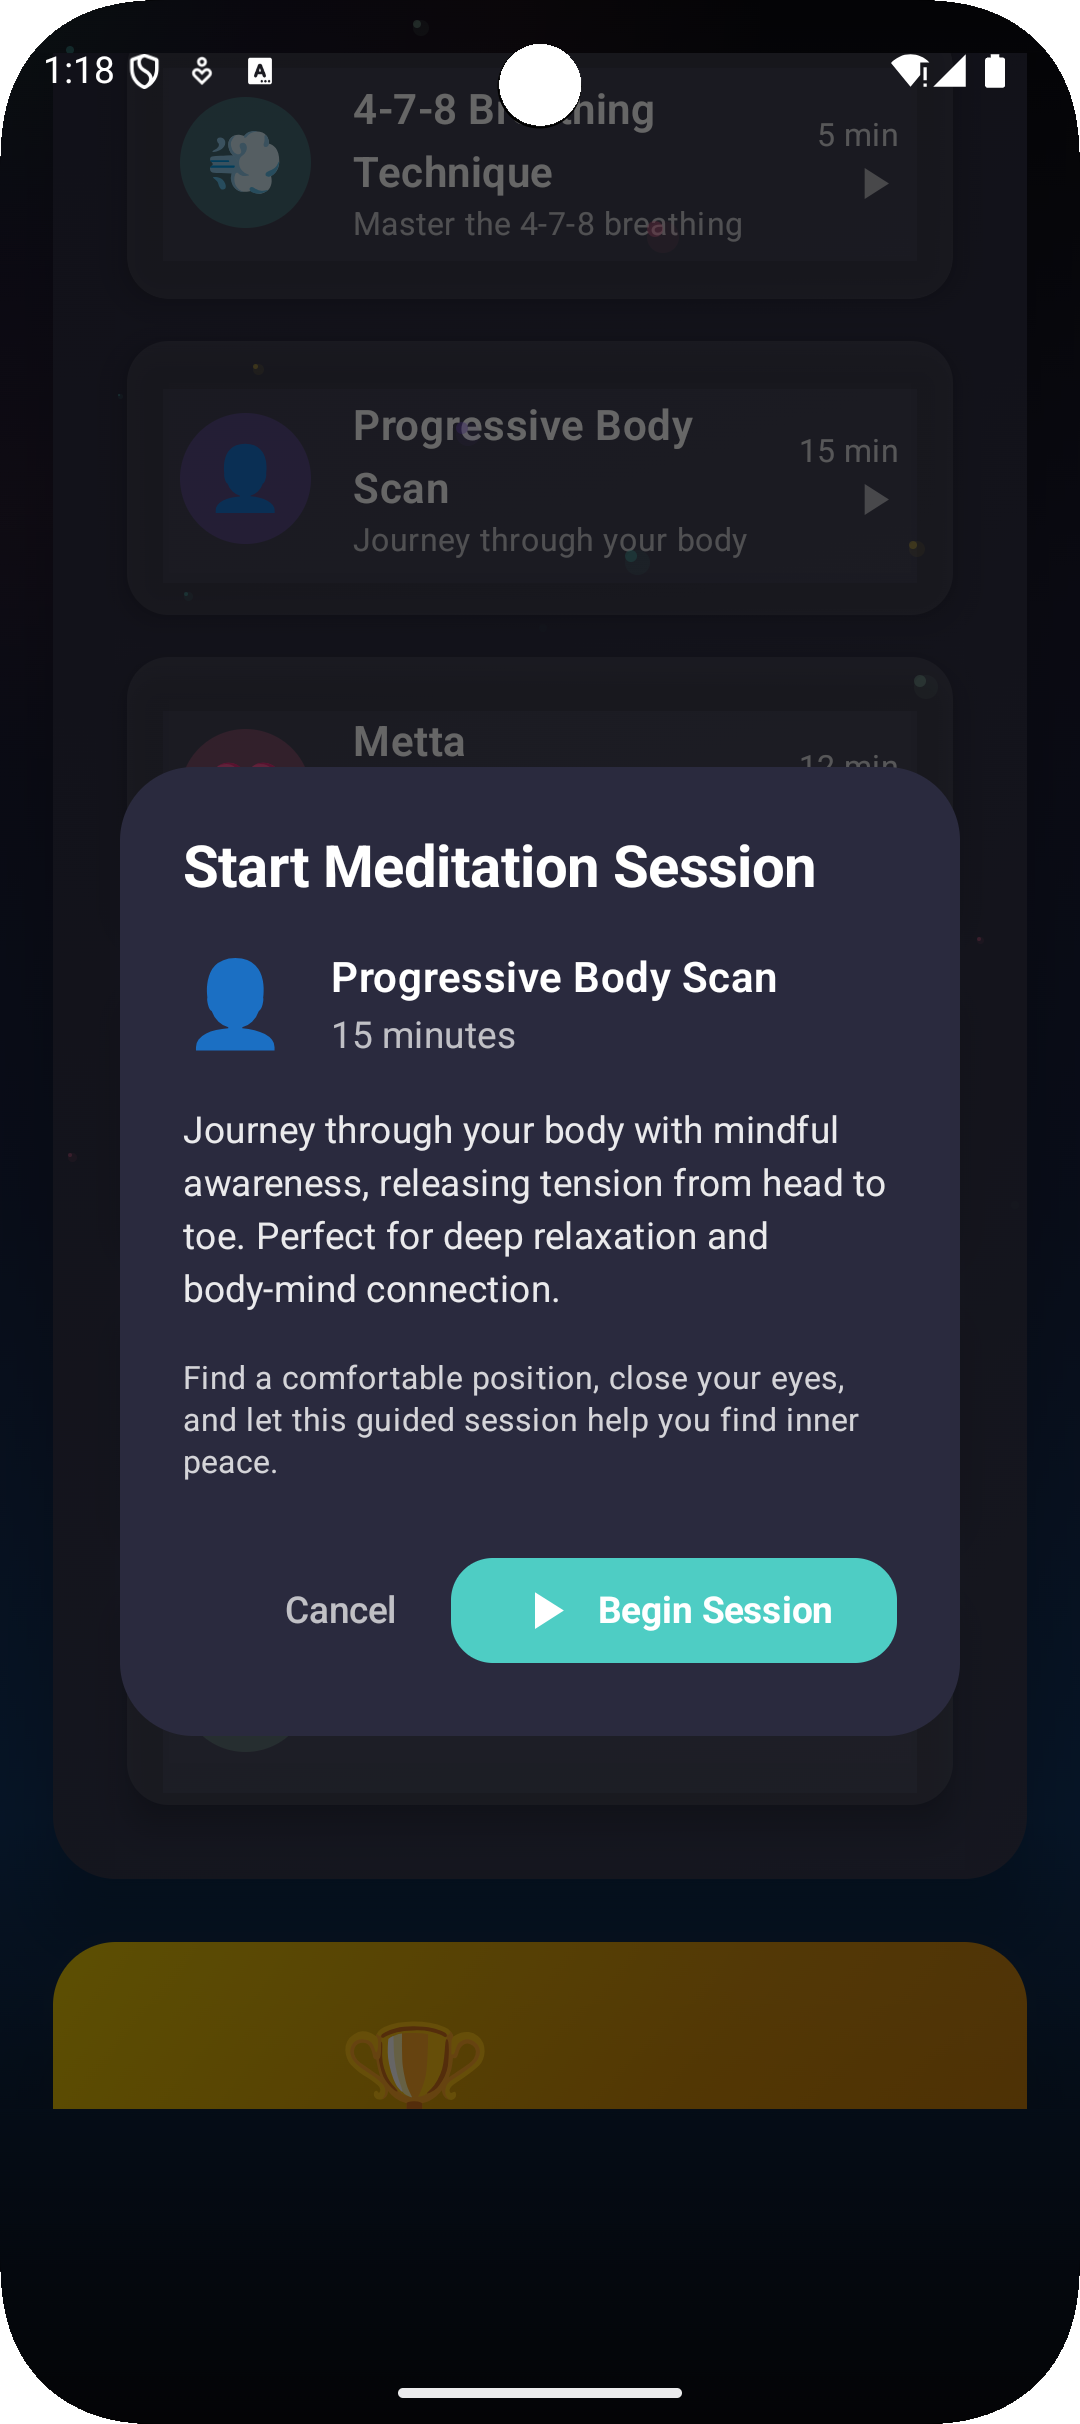 1:18
4-7-8 Breathing
Technique
5 min
Master the 4-7-8 breathing
Progressive Body
Scan
15 min
Journey through your body
Metta
12 min
Start Meditation Session
Progressive Body Scan
15 minutes
Journey through your body with mindful
awareness, releasing tension from head to
toe. Perfect for deep relaxation and
body-mind connection.
Find a comfortable position, close your eyes,
and let this guided session help you find inner
peace.
Cancel
Begin Session